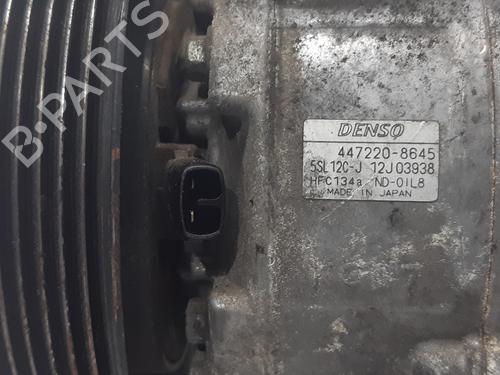 B-PARTS
DENSO
447220-8645
5SL12C-J 12J03938
HFC134a ND-OIL8
MADE IN JAPAN